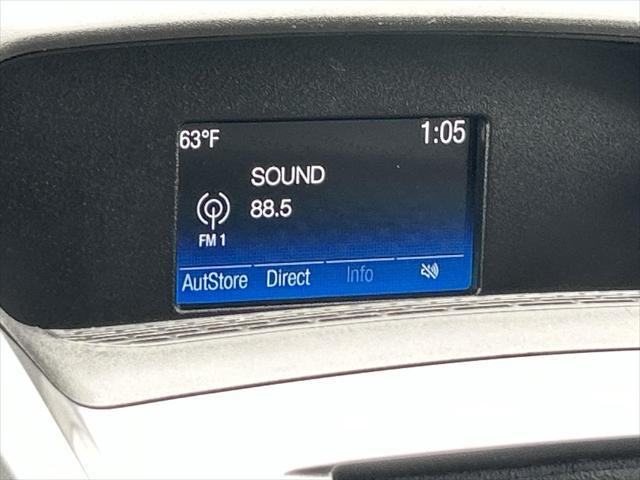 63°F 1:05
SOUND
88.5
FM 1
AutStore Direct Info